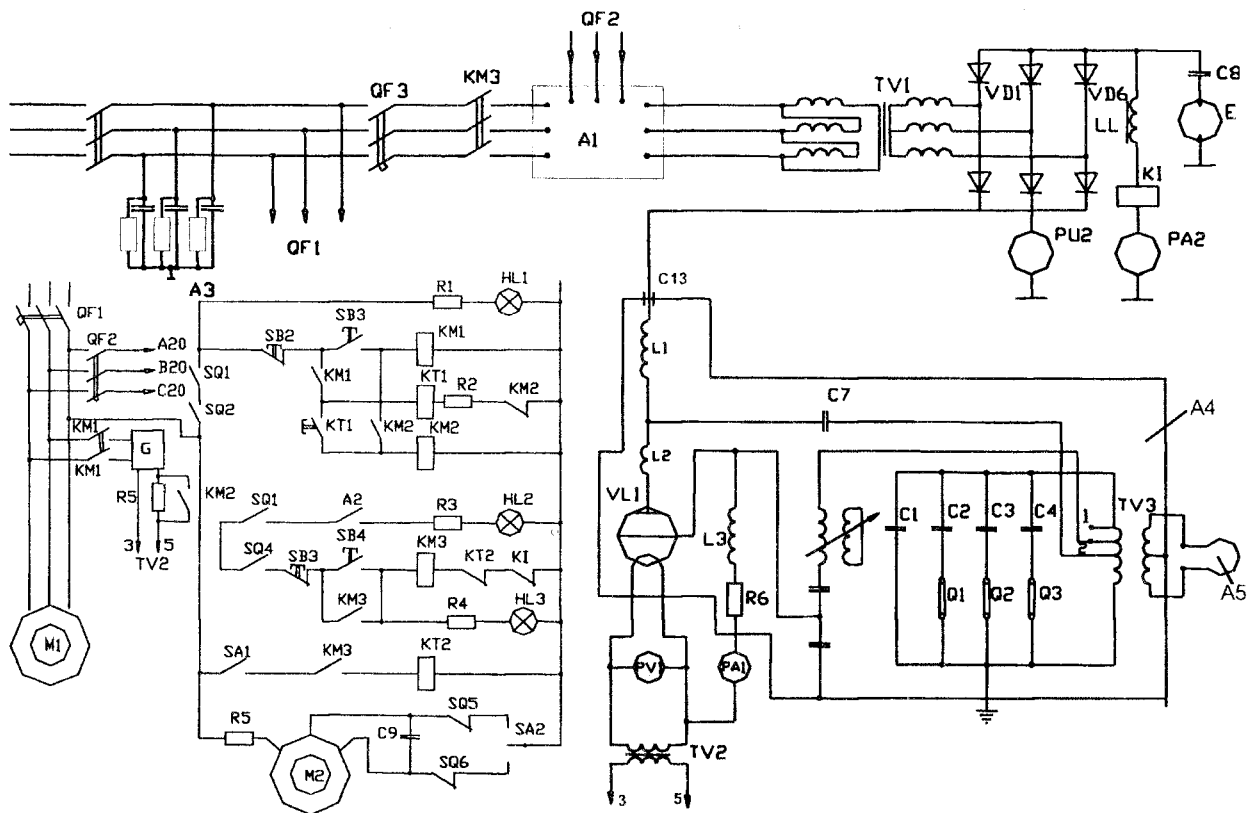 QF2
QF3
KM3
A1
TV1
VD1
VD6
LL
C8
E
KI
PU2
PA2
QF1
A3
QF1
QF2
A20
B20
C20
SQ1
SQ2
KM1
KM1
G
R5
KM2
3
5
TV2
M1
R1
HL1
SB2
SB3
KM1
KM1
KT1
R2
KM2
KT1
KM2
KM2
SQ1
A2
R3
HL2
SQ4
SB3
SB4
KM3
KT2
KI
KM3
R4
HL3
SA1
KM3
KT2
R5
M2
C9
SQ5
SQ6
SA2
C13
L1
C7
L2
VL1
L3
R6
PV1
PA1
TV2
3
5
C1
C2
C3
C4
Q1
Q2
Q3
1
TV3
A4
A5